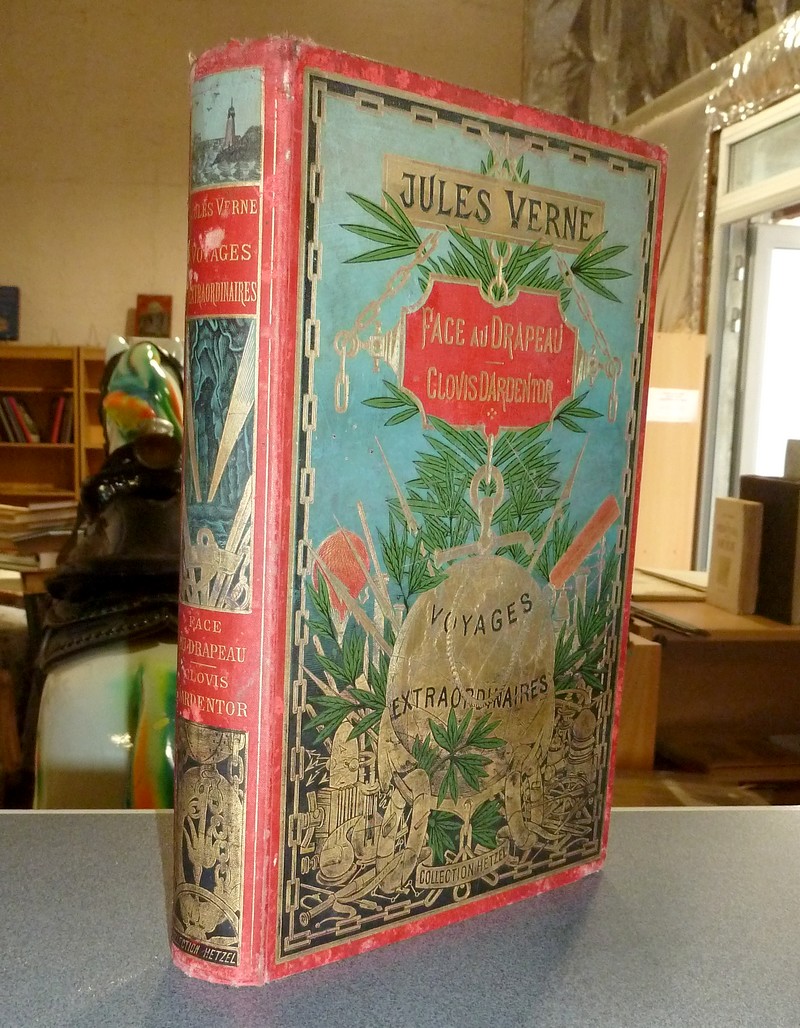 JULES VERNE
FACE AU DRAPEAU
CLOVIS DARDENTOR
VOYAGES
EXTRAORDINAIRES
COLLECTION HETZEL
JULES VERNE
VOYAGES
EXTRAORDINAIRES
FACE
AU DRAPEAU
CLOVIS
DARDENTOR
COLLECTION HETZEL